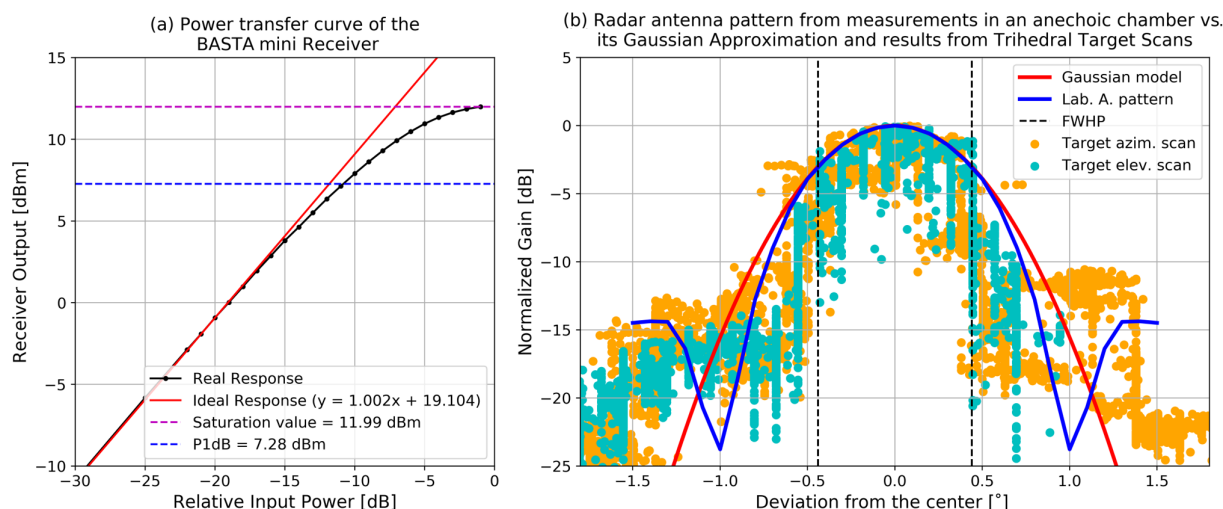 (a) Power transfer curve of the
BASTA mini Receiver
15
10
5
0
−5
−10
Receiver Output [dBm]
Real Response
Ideal Response (y = 1.002x + 19.104)
Saturation value = 11.99 dBm
P1dB = 7.28 dBm
−30 −25 −20 −15 −10 −5 0
Relative Input Power [dB]
(b) Radar antenna pattern from measurements in an anechoic chamber vs.
its Gaussian Approximation and results from Trihedral Target Scans
5
0
−5
−10
−15
−20
−25
Normalized Gain [dB]
Gaussian model
Lab. A. pattern
FWHP
Target azim. scan
Target elev. scan
−1.5 −1.0 −0.5 0.0 0.5 1.0 1.5
Deviation from the center [˚]